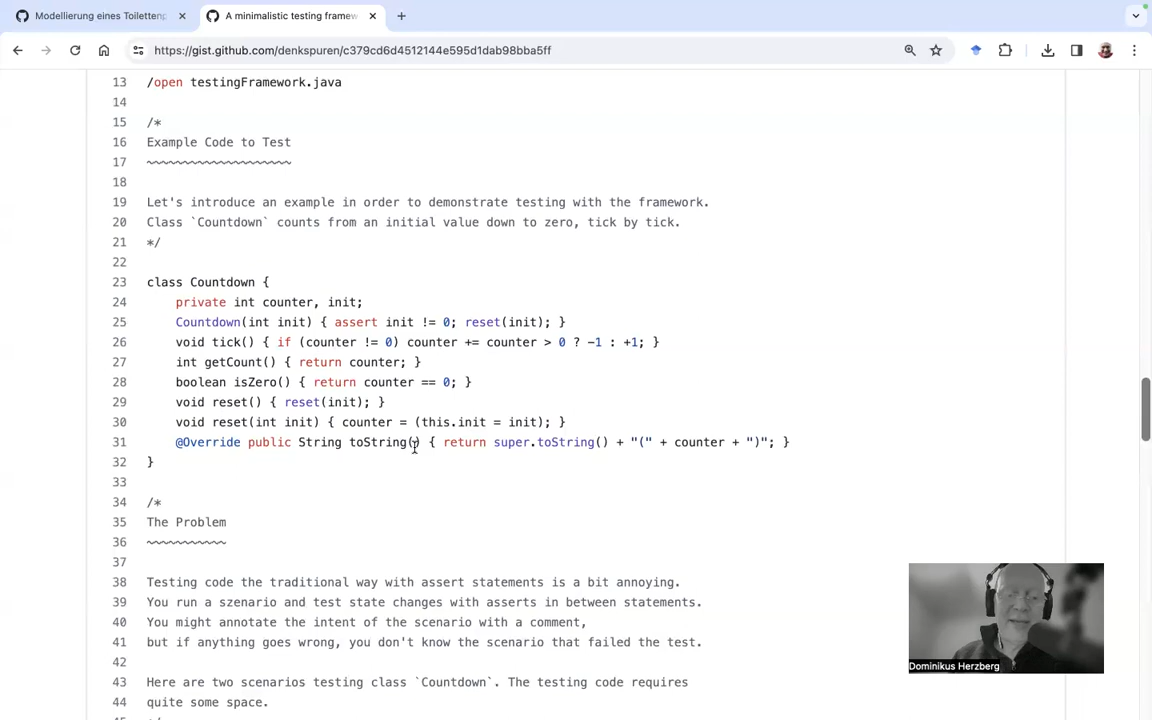 Modellierung eines Toilettenp
A minimalistic testing framew
https://gist.github.com/denkspuren/c379cd6d4512144e595d1dab98bba5ff
13 /open testingFramework.java
14
15 /*
16 Example Code to Test
17 ~~~~~~~~~~~~~~~~~~~~
18
19 Let's introduce an example in order to demonstrate testing with the framework.
20 Class `Countdown` counts from an initial value down to zero, tick by tick.
21 */
22
23 class Countdown {
24     private int counter, init;
25     Countdown(int init) { assert init != 0; reset(init); }
26     void tick() { if (counter != 0) counter += counter > 0 ? -1 : +1; }
27     int getCount() { return counter; }
28     boolean isZero() { return counter == 0; }
29     void reset() { reset(init); }
30     void reset(int init) { counter = (this.init = init); }
31     @Override public String toString() { return super.toString() + "(" + counter + ")"; }
32 }
33
34 /*
35 The Problem
36 ~~~~~~~~~~~
37
38 Testing code the traditional way with assert statements is a bit annoying.
39 You run a szenario and test state changes with asserts in between statements.
40 You might annotate the intent of the scenario with a comment,
41 but if anything goes wrong, you don't know the scenario that failed the test.
42
43 Here are two scenarios testing class `Countdown`. The testing code requires
44 quite some space.
Dominikus Herzberg